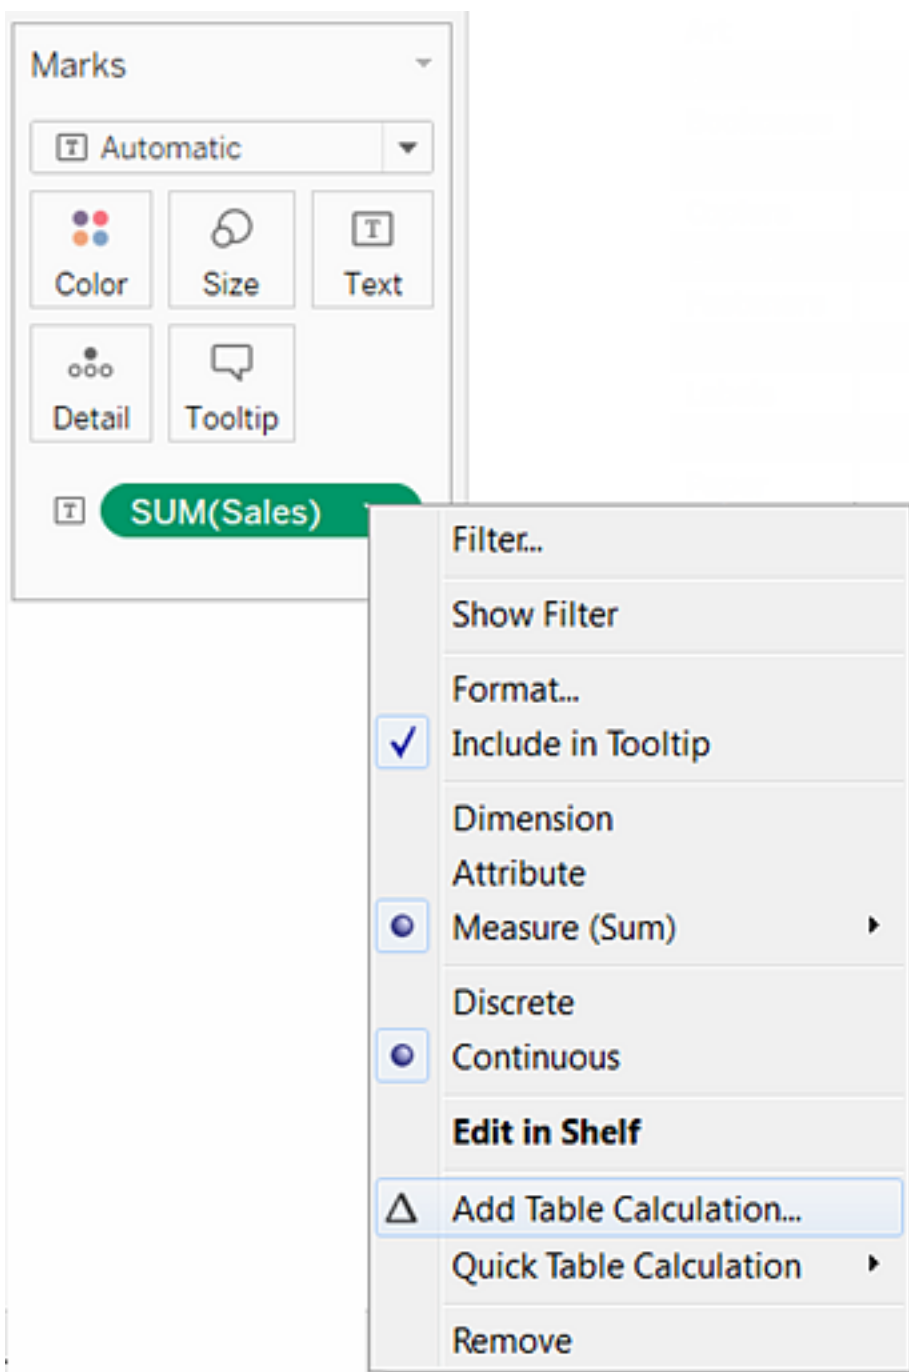 Marks
Automatic
Color Size Text
Detail Tooltip
SUM(Sales)
Filter...
Show Filter
Format...
Include in Tooltip
Dimension
Attribute
Measure (Sum)
Discrete
Continuous
Edit in Shelf
Add Table Calculation...
Quick Table Calculation
Remove